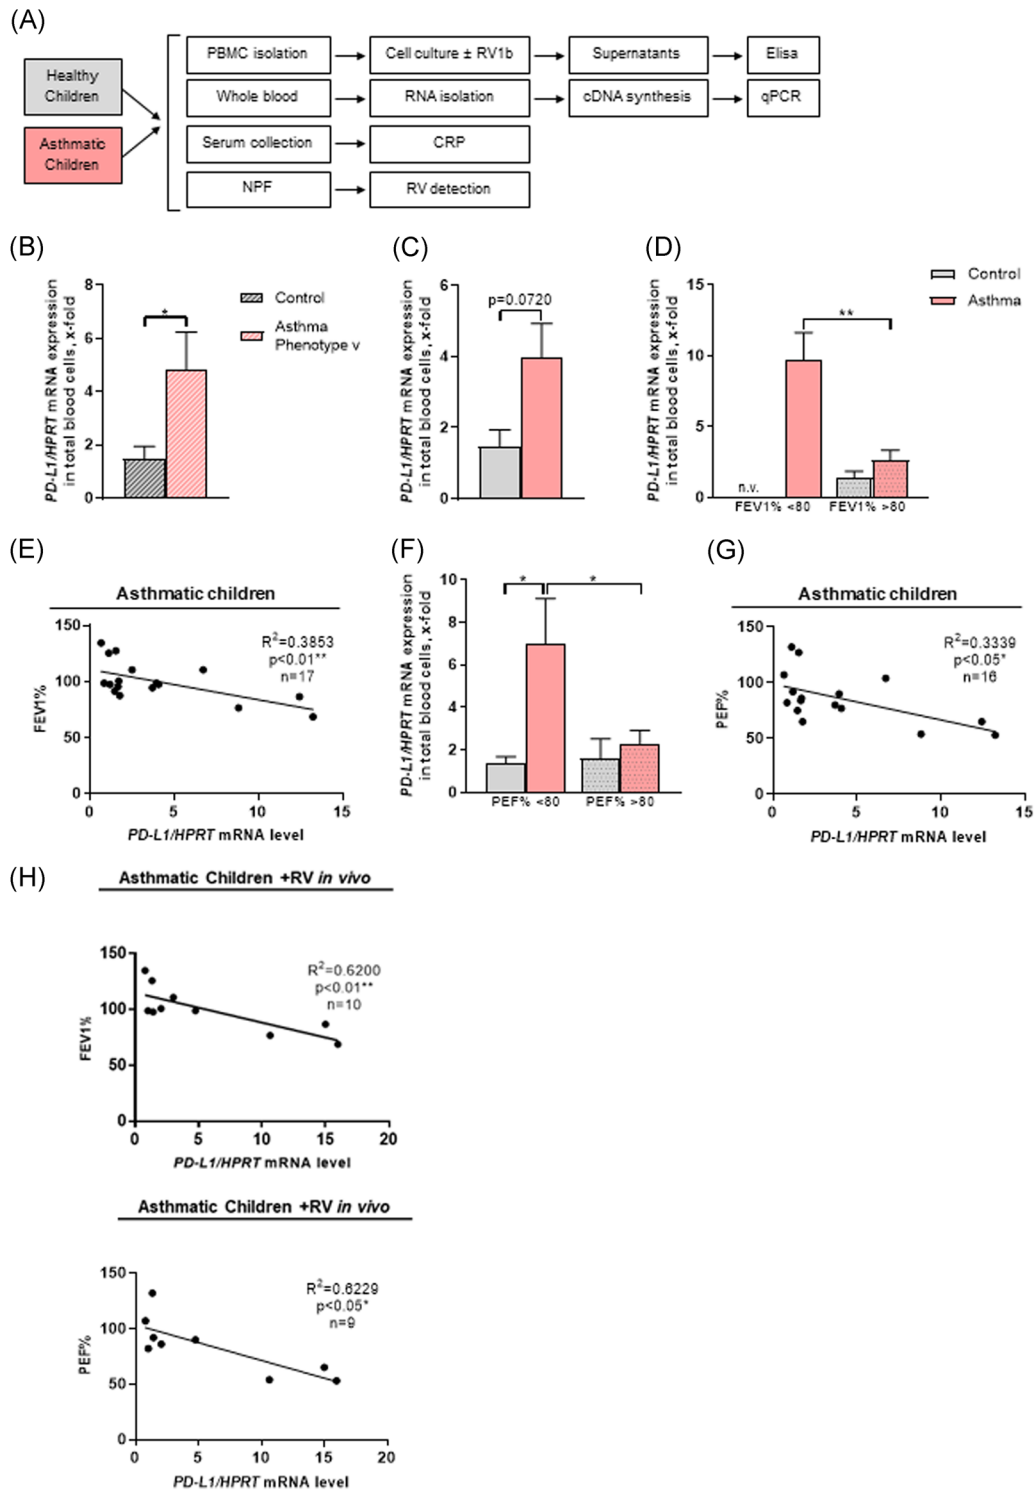 (A)
Healthy
Children
Asthmatic
Children
PBMC isolation
Cell culture ± RV1b
Supernatants
Elisa
Whole blood
RNA isolation
cDNA synthesis
qPCR
Serum collection
CRP
NPF
RV detection
(B)
PD-L1/HPRT mRNA expression
in total blood cells, x-fold
8
6
4
2
0
*
Control
Asthma
Phenotype v
(C)
PD-L1/HPRT mRNA expression
in total blood cells, x-fold
6
4
2
0
p=0.0720
(D)
PD-L1/HPRT mRNA expression
in total blood cells, x-fold
15
10
5
0
**
n.v.
FEV1% <80
FEV1% >80
Control
Asthma
(E)
Asthmatic children
FEV1%
150
100
50
0
R²=0.3853
p<0.01**
n=17
0 5 10 15
PD-L1/HPRT mRNA level
(F)
PD-L1/HPRT mRNA expression
in total blood cells, x-fold
10
8
6
4
2
0
* *
PEF% <80
PEF% >80
(G)
Asthmatic children
PEF%
150
100
50
0
R²=0.3339
p<0.05*
n=16
0 5 10 15
PD-L1/HPRT mRNA level
(H)
Asthmatic Children +RV in vivo
FEV1%
150
100
50
0
R²=0.6200
p<0.01**
n=10
0 5 10 15 20
PD-L1/HPRT mRNA level
Asthmatic Children +RV in vivo
PEF%
150
100
50
0
R²=0.6229
p<0.05*
n=9
0 5 10 15 20
PD-L1/HPRT mRNA level